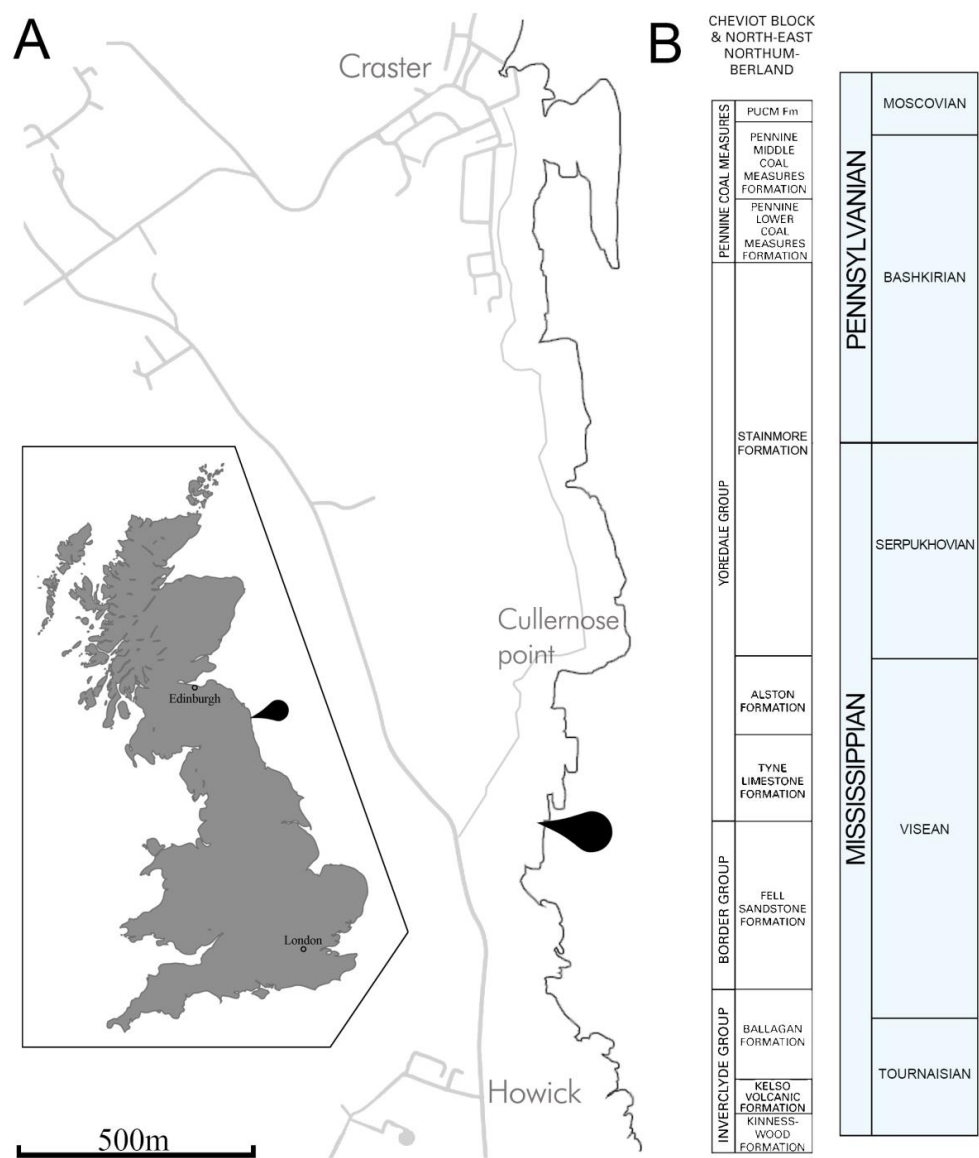 A
Craster
Cullernose
point
Howick
500m
Edinburgh
London
B
CHEVIOT BLOCK
& NORTH-EAST
NORTHUM-
BERLAND
PENNINE COAL MEASURES
PUCM Fm
PENNINE
MIDDLE
COAL
MEASURES
FORMATION
PENNINE
LOWER
COAL
MEASURES
FORMATION
YOREDALE GROUP
STAINMORE
FORMATION
ALSTON
FORMATION
TYNE
LIMESTONE
FORMATION
BORDER GROUP
FELL
SANDSTONE
FORMATION
INVERCLYDE GROUP
BALLAGAN
FORMATION
KELSO
VOLCANIC
FORMATION
KINNESS-
WOOD
FORMATION
PENNSYLVANIAN
MOSCOVIAN
BASHKIRIAN
MISSISSIPPIAN
SERPUKHOVIAN
VISEAN
TOURNAISIAN